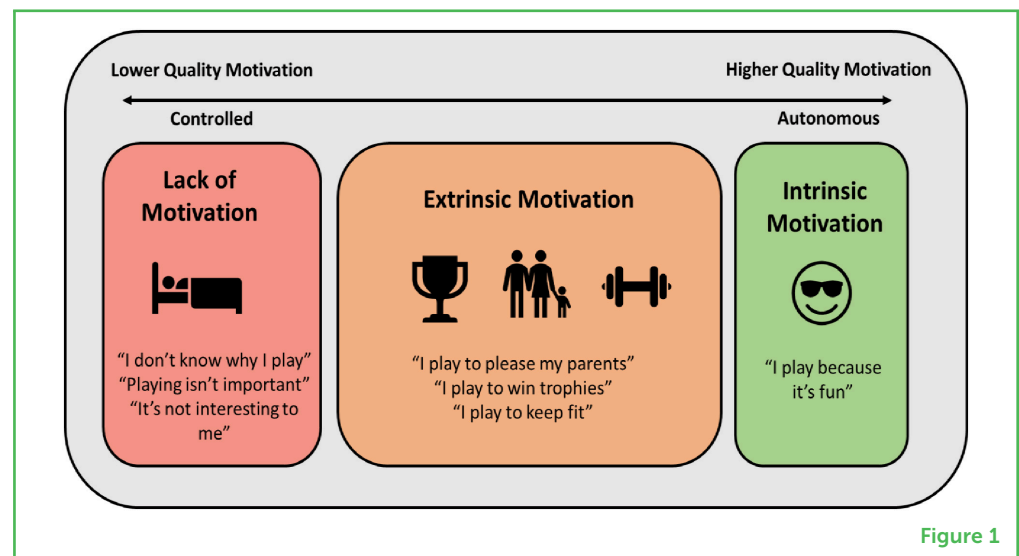 Lower Quality Motivation
Higher Quality Motivation
Controlled
Autonomous
Lack of
Motivation
“I don’t know why I play”
“Playing isn’t important”
“It’s not interesting to
me”
Extrinsic Motivation
“I play to please my parents”
“I play to win trophies”
“I play to keep fit”
Intrinsic
Motivation
“I play because
it’s fun”
Figure 1